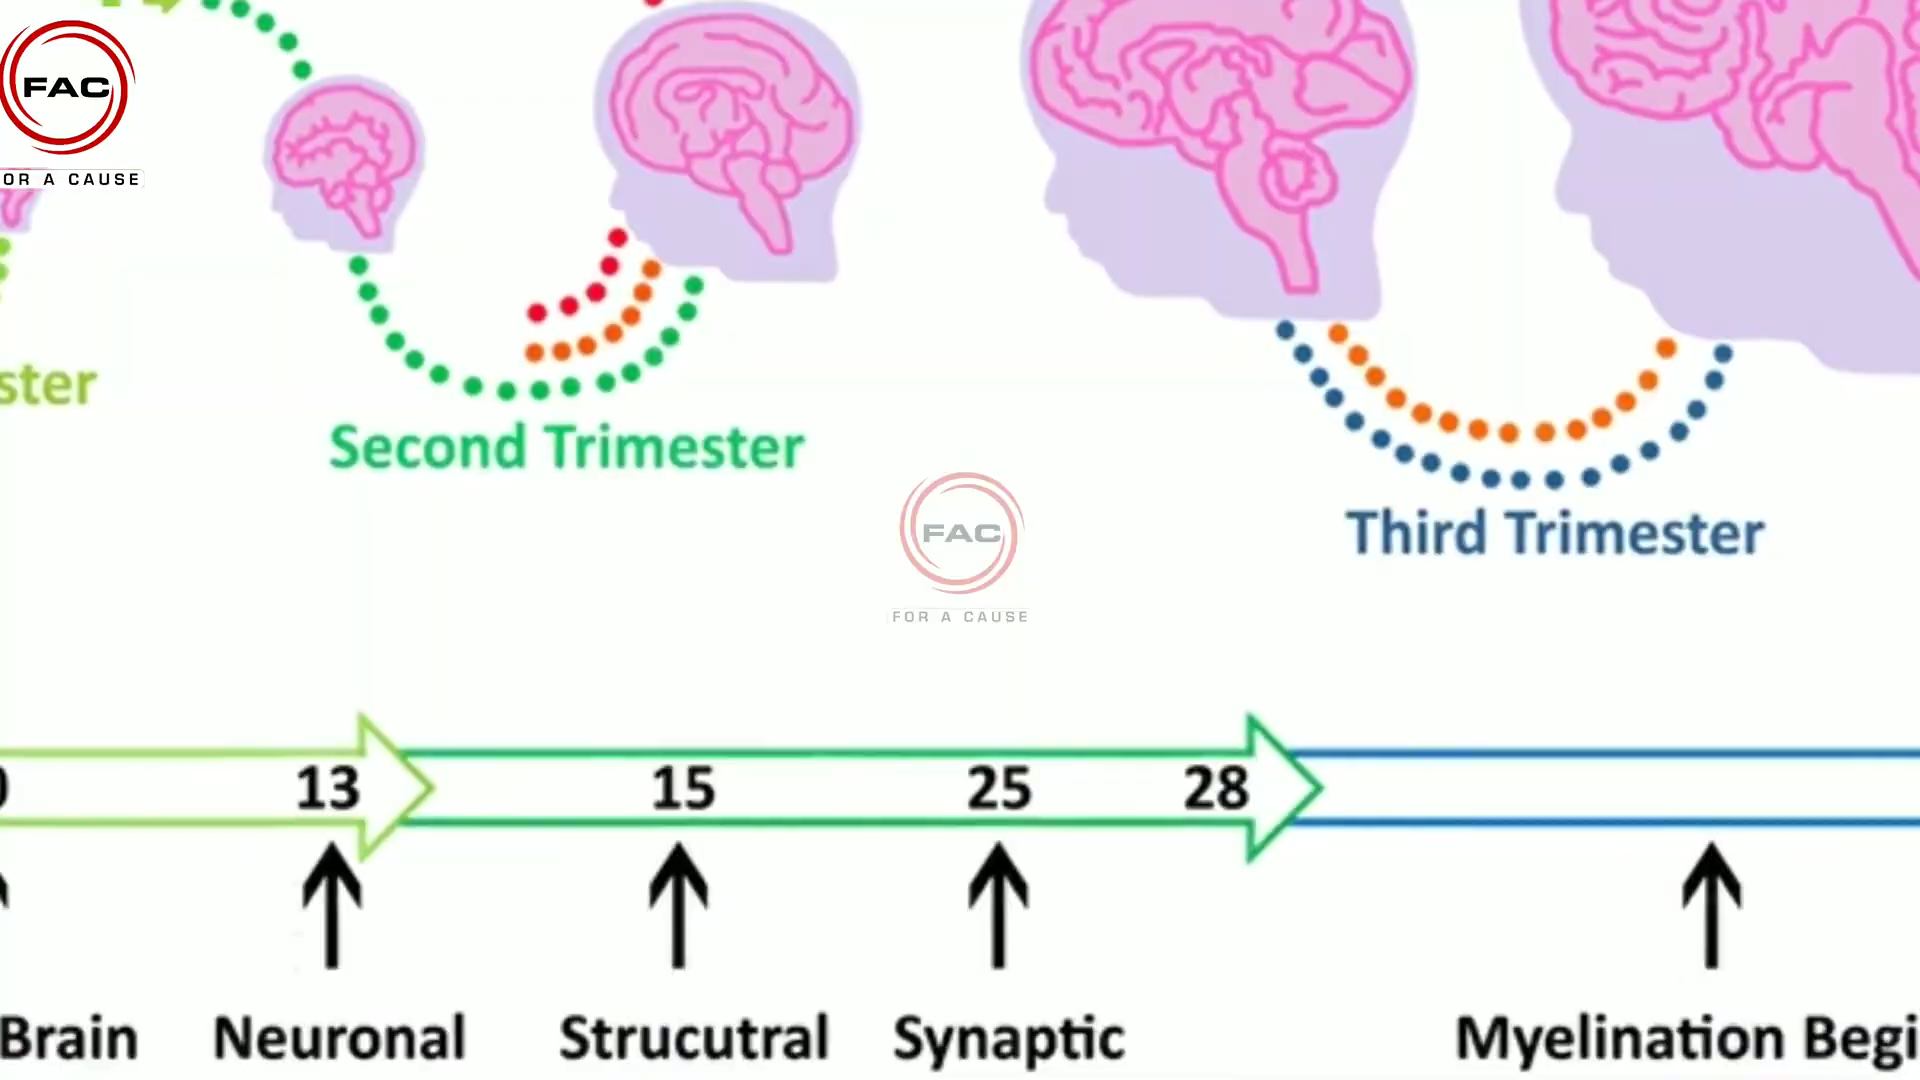 FAC
OR A CAUSE
ster
Second Trimester
FAC
FOR A CAUSE
Third Trimester
0
13
15
25
28
Brain
Neuronal
Strucutral
Synaptic
Myelination Begi